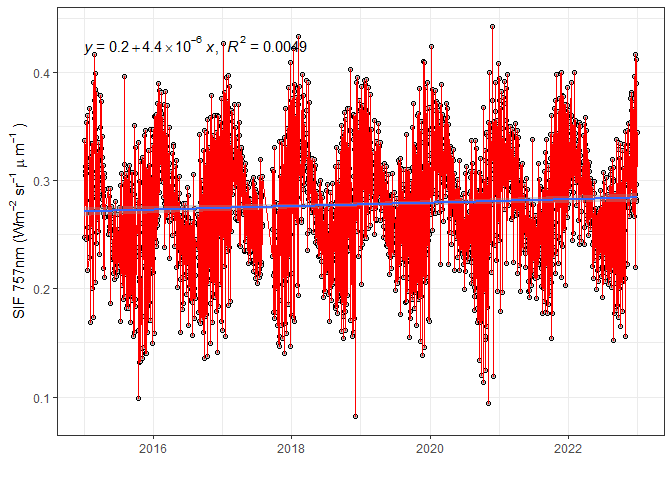 y = 0.2 + 4.4 × 10⁻⁶ x, R² = 0.0049
0.4
0.3
0.2
0.1
SIF 757nm (Wm⁻² sr⁻¹ μm⁻¹)
2016 2018 2020 2022